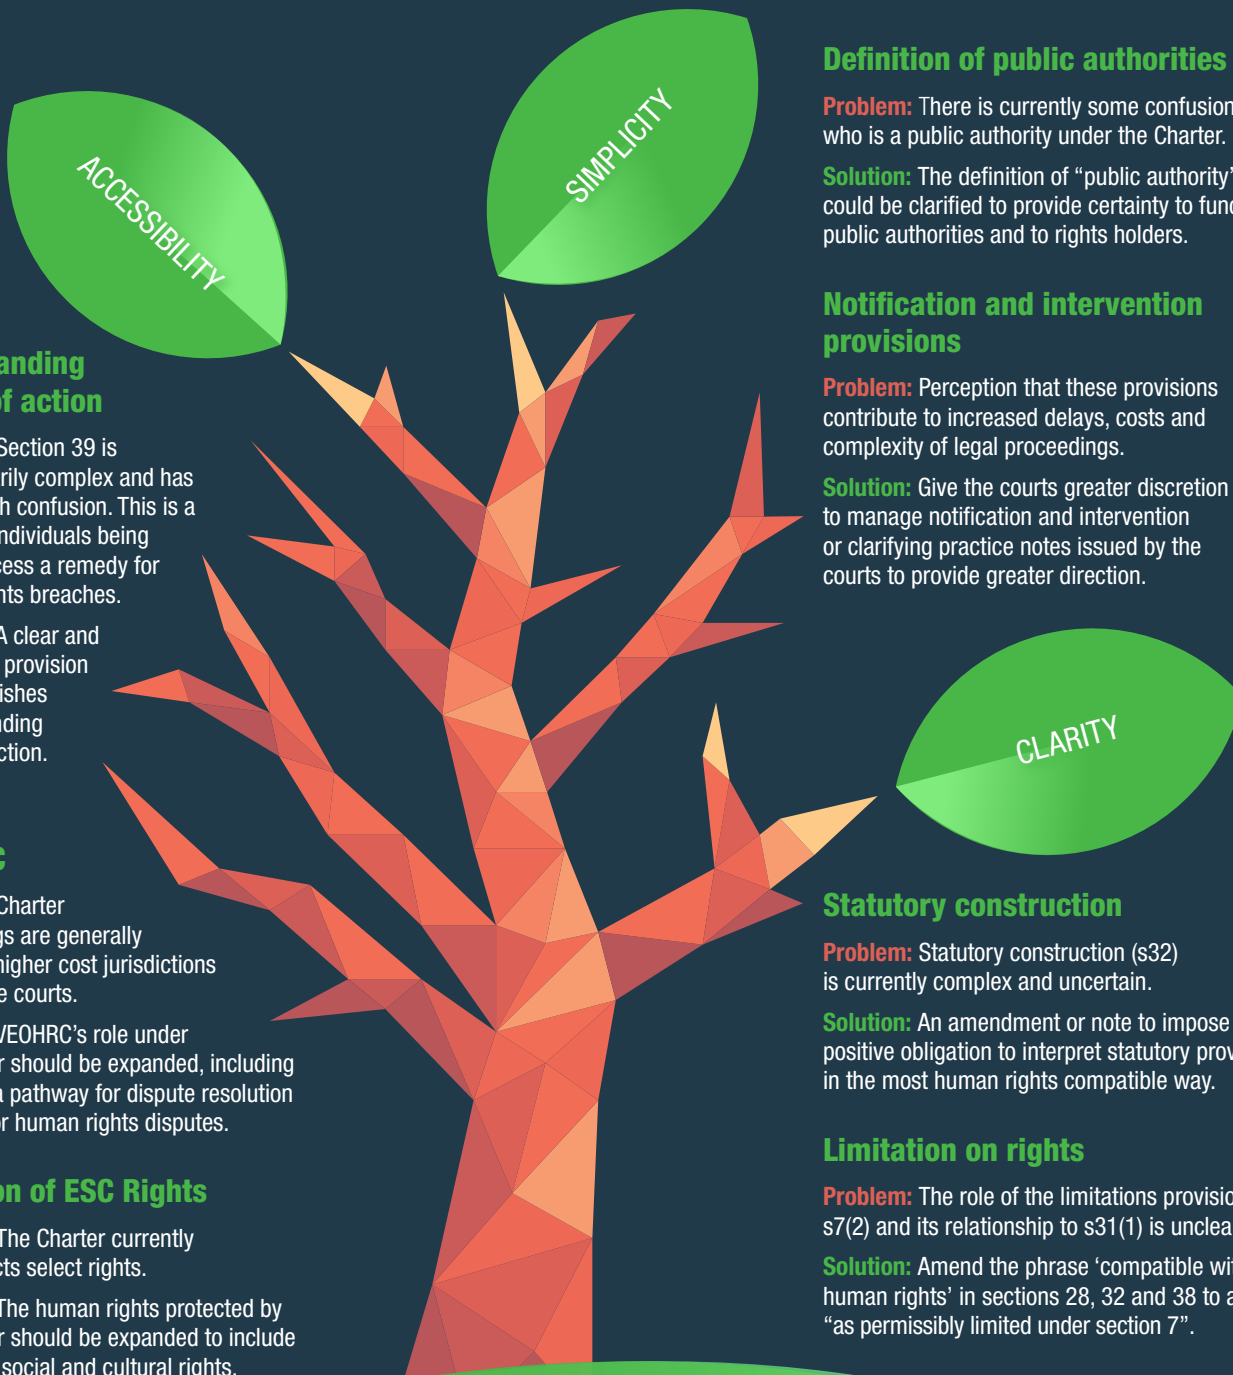 ACCESSIBILITY
SIMPLICITY
anding
of action
Section 39 is
rily complex and has
h confusion. This is a
individuals being
cess a remedy for
hts breaches.
A clear and
provision
ishes
nding
ction.
C
Charter
gs are generally
higher cost jurisdictions
e courts.
VEOHRC's role under
r should be expanded, including
a pathway for dispute resolution
or human rights disputes.
on of ESC Rights
The Charter currently
cts select rights.
The human rights protected by
r should be expanded to include
social and cultural rights.
Definition of public authorities
Problem: There is currently some confusion
who is a public authority under the Charter.
Solution: The definition of “public authority”
could be clarified to provide certainty to func
public authorities and to rights holders.
Notification and intervention
provisions
Problem: Perception that these provisions
contribute to increased delays, costs and
complexity of legal proceedings.
Solution: Give the courts greater discretion
to manage notification and intervention
or clarifying practice notes issued by the
courts to provide greater direction.
CLARITY
Statutory construction
Problem: Statutory construction (s32)
is currently complex and uncertain.
Solution: An amendment or note to impose
positive obligation to interpret statutory prov
in the most human rights compatible way.
Limitation on rights
Problem: The role of the limitations provisio
s7(2) and its relationship to s31(1) is unclea
Solution: Amend the phrase ‘compatible wi
human rights’ in sections 28, 32 and 38 to a
“as permissibly limited under section 7”.